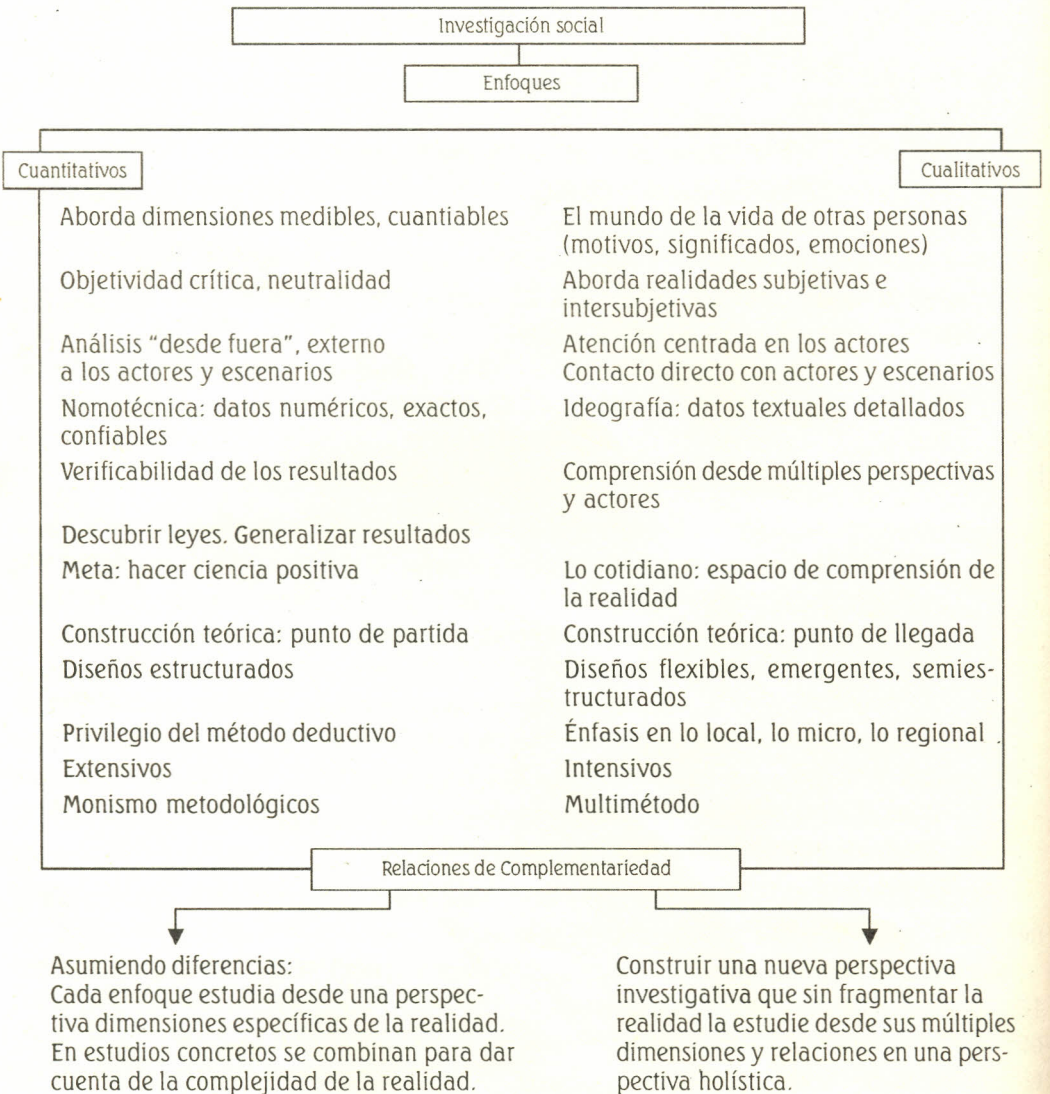 Investigación social
Enfoques
Cuantitativos
Cualitativos
Aborda dimensiones medibles, cuantiables
El mundo de la vida de otras personas
(motivos, significados, emociones)
Objetividad crítica, neutralidad
Aborda realidades subjetivas e
intersubjetivas
Análisis "desde fuera", externo
a los actores y escenarios
Atención centrada en los actores
Contacto directo con actores y escenarios
Nomotécnica: datos numéricos, exactos,
confiables
Ideografía: datos textuales detallados
Verificabilidad de los resultados
Comprensión desde múltiples perspectivas
y actores
Descubrir leyes. Generalizar resultados
Meta: hacer ciencia positiva
Lo cotidiano: espacio de comprensión de
la realidad
Construcción teórica: punto de partida
Construcción teórica: punto de llegada
Diseños estructurados
Diseños flexibles, emergentes, semies-
tructurados
Privilegio del método deductivo
Énfasis en lo local, lo micro, lo regional
Extensivos
Intensivos
Monismo metodológicos
Multimétodo
Relaciones de Complementariedad
Asumiendo diferencias:
Cada enfoque estudia desde una perspec-
tiva dimensiones específicas de la realidad.
En estudios concretos se combinan para dar
cuenta de la complejidad de la realidad.
Construir una nueva perspectiva
investigativa que sin fragmentar la
realidad la estudie desde sus múltiples
dimensiones y relaciones en una pers-
pectiva holística.